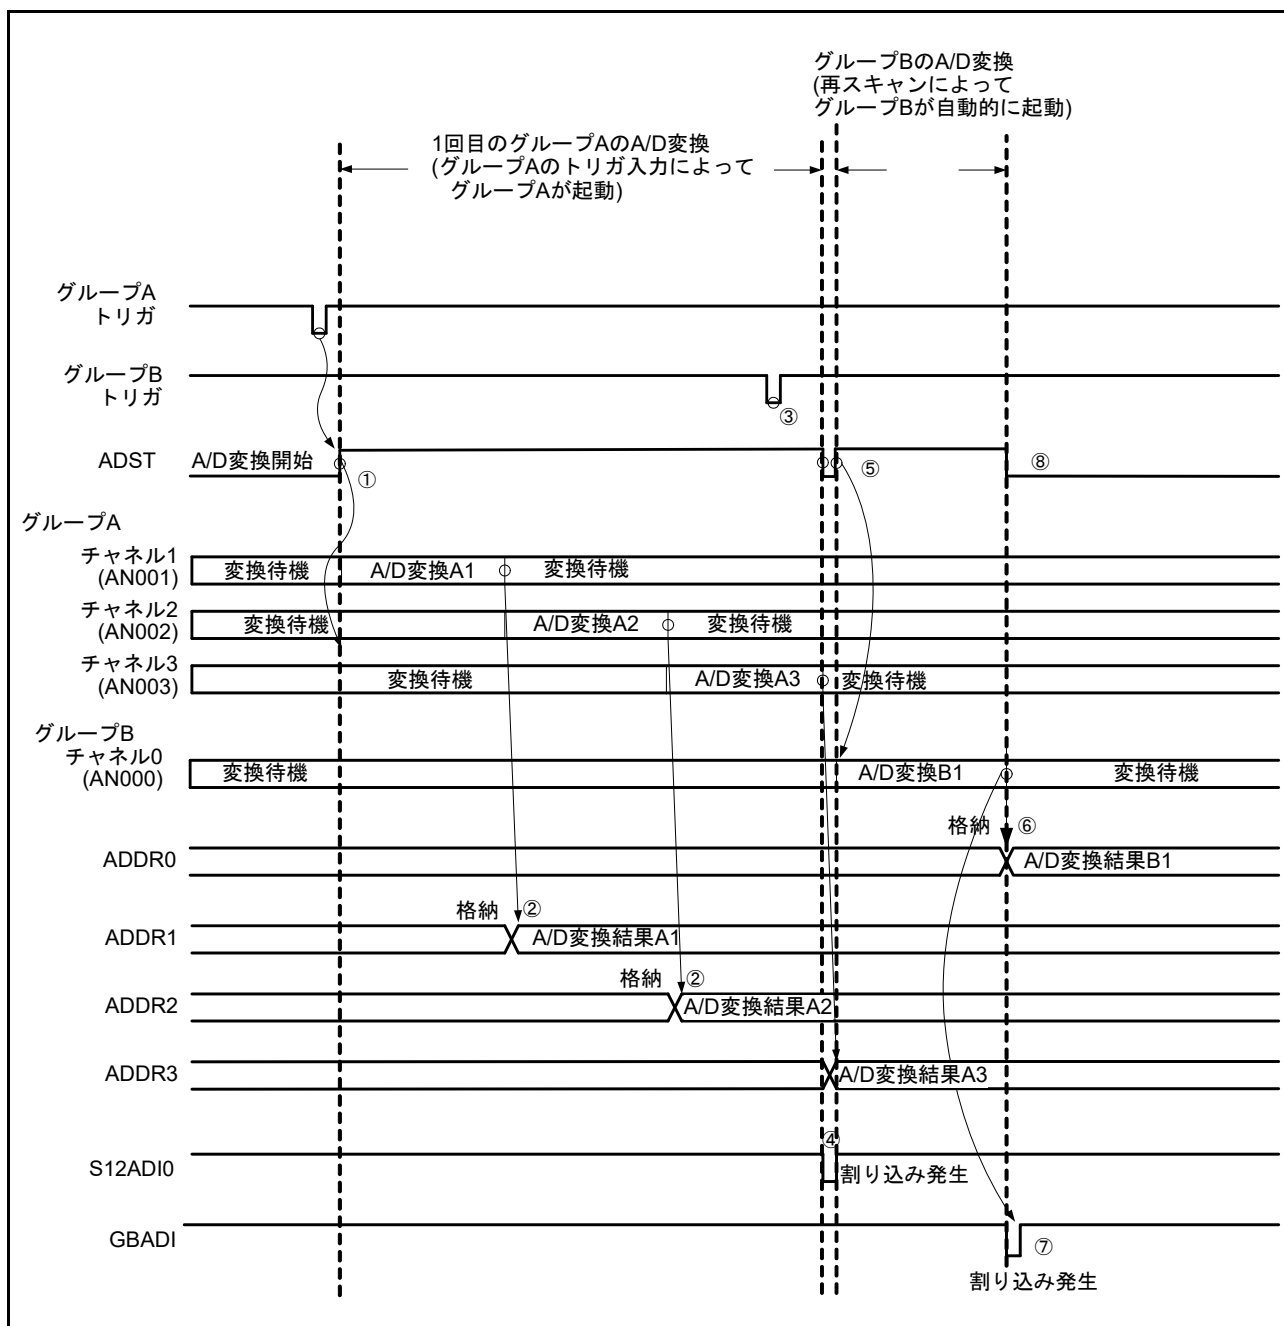 グループBのA/D変換
(再スキャンによって
グループBが自動的に起動)
1回目のグループAのA/D変換
(グループAのトリガ入力によって
グループAが起動)
グループA
トリガ
グループB
トリガ
③
ADST
A/D変換開始
①
⑤
⑧
グループA
チャネル1
(AN001)
変換待機
A/D変換A1
変換待機
チャネル2
(AN002)
変換待機
A/D変換A2
変換待機
チャネル3
(AN003)
変換待機
A/D変換A3
変換待機
グループB
チャネル0
(AN000)
変換待機
A/D変換B1
変換待機
格納 ⑥
ADDR0
A/D変換結果B1
格納 ②
ADDR1
A/D変換結果A1
格納 ②
ADDR2
A/D変換結果A2
ADDR3
A/D変換結果A3
④
S12ADI0
割り込み発生
GBADI
⑦
割り込み発生